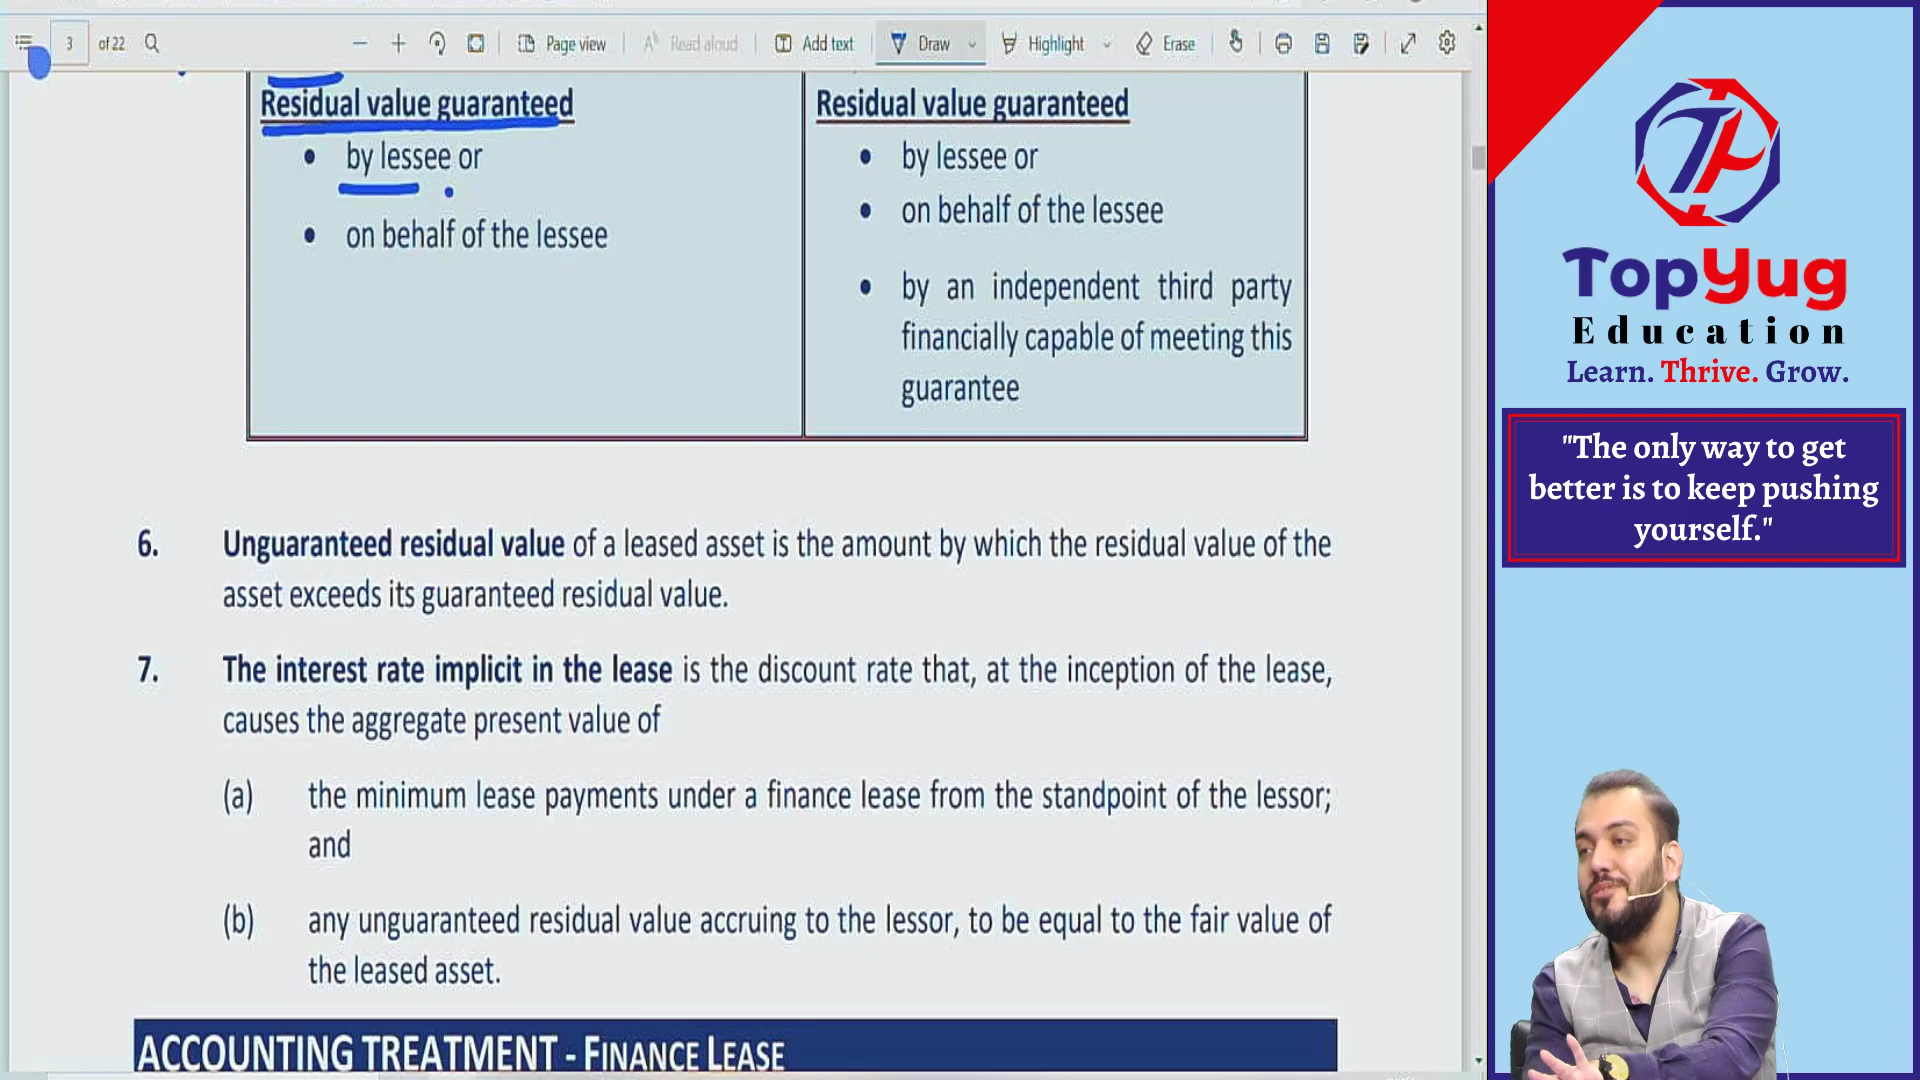 3 of 22
Page view
Read aloud
Add text
Draw
Highlight
Erase
Residual value guaranteed
• by lessee or
• on behalf of the lessee
Residual value guaranteed
• by lessee or
• on behalf of the lessee
• by an independent third party
financially capable of meeting this
guarantee
6. Unguaranteed residual value of a leased asset is the amount by which the residual value of the
asset exceeds its guaranteed residual value.
7. The interest rate implicit in the lease is the discount rate that, at the inception of the lease,
causes the aggregate present value of
(a) the minimum lease payments under a finance lease from the standpoint of the lessor;
and
(b) any unguaranteed residual value accruing to the lessor, to be equal to the fair value of
the leased asset.
ACCOUNTING TREATMENT - FINANCE LEASE
TopYug
Education
Learn. Thrive. Grow.
"The only way to get
better is to keep pushing
yourself."